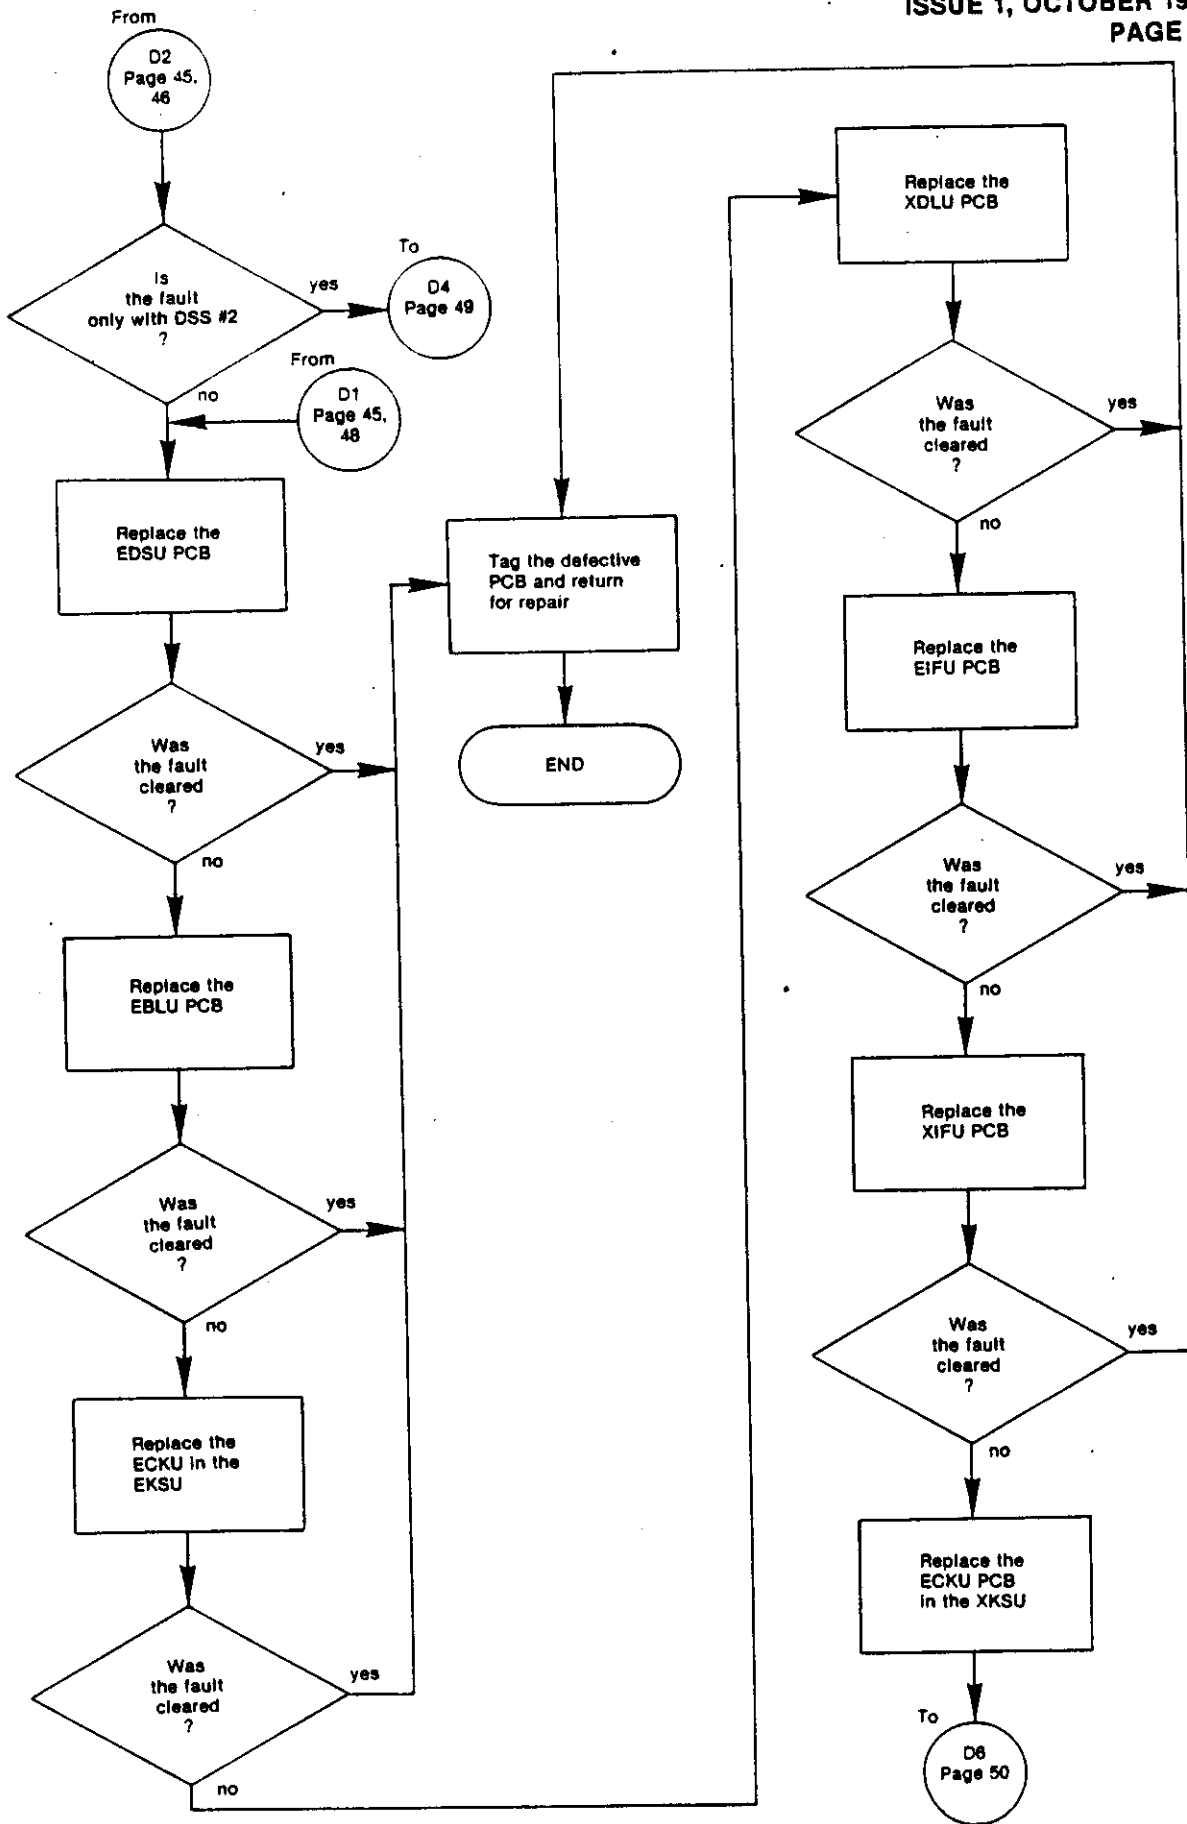 ISSUE 1, OCTOBER 19
PAGE
From
D2
Page 45,
46
Is
the fault
only with DSS #2
?
yes
To
D4
Page 49
no
From
D1
Page 45,
48
Replace the
EDSU PCB
Was
the fault
cleared
?
yes
no
Replace the
EBLU PCB
Was
the fault
cleared
?
yes
no
Replace the
ECKU in the
EKSU
Was
the fault
cleared
?
yes
no
Tag the defective
PCB and return
for repair
END
Replace the
XDLU PCB
Was
the fault
cleared
?
yes
no
Replace the
EIFU PCB
Was
the fault
cleared
?
yes
no
Replace the
XIFU PCB
Was
the fault
cleared
?
yes
no
Replace the
ECKU PCB
in the XKSU
To
D6
Page 50